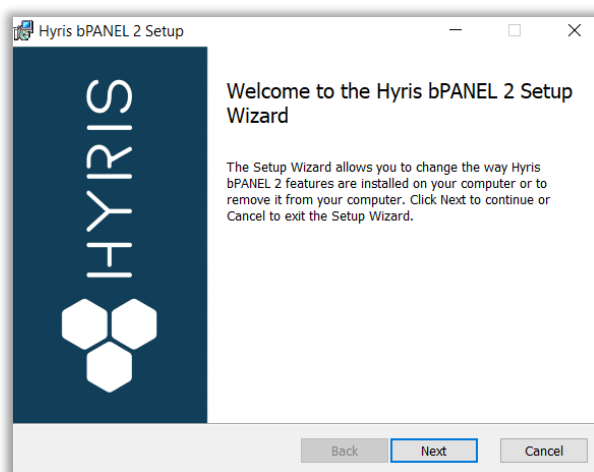 Hyris bPANEL 2 Setup
HYRIS
Welcome to the Hyris bPANEL 2 Setup
Wizard
The Setup Wizard allows you to change the way Hyris
bPANEL 2 features are installed on your computer or to
remove it from your computer. Click Next to continue or
Cancel to exit the Setup Wizard.
Back Next Cancel